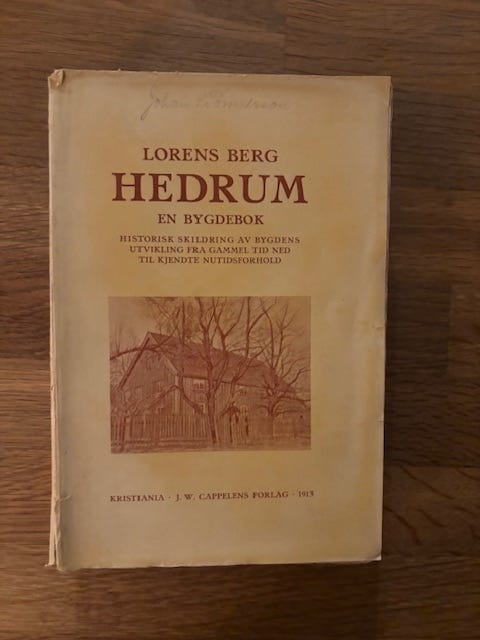 Johan
LORENS BERG
HEDRUM
EN BYGDEBOK
HISTORISK SKILDRING AV BYGDENS
UTVIKLING FRA GAMMEL TID NED
TIL KJENDTE NUTIDSFORHOLD
KRISTIANIA · J. W. CAPPELENS FORLAG · 1913